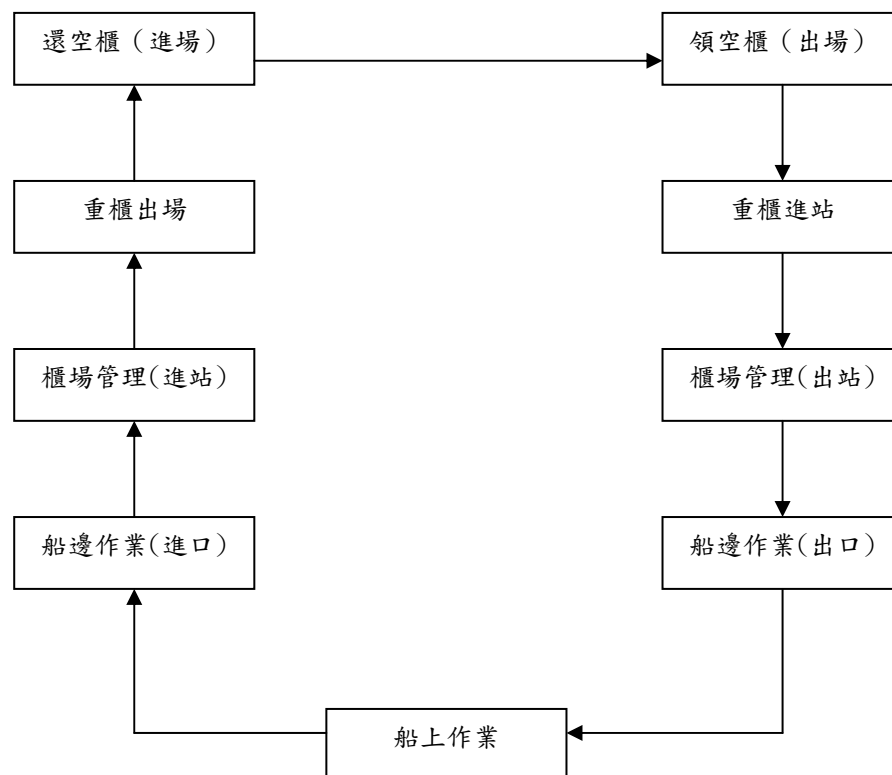 還空櫃（進場）
領空櫃（出場）
重櫃出場
重櫃進站
櫃場管理(進站)
櫃場管理(出站)
船邊作業(進口)
船邊作業(出口)
船上作業